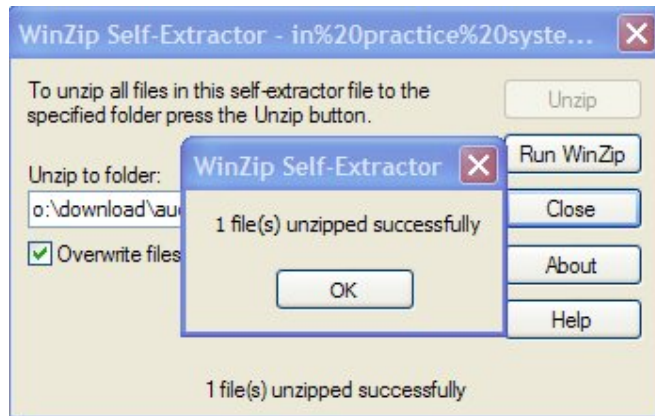 WinZip Self-Extractor - in%20practice%20syste...
To unzip all files in this self-extractor file to the
specified folder press the Unzip button.
Unzip
Run WinZip
WinZip Self-Extractor
Unzip to folder:
o:\download\au
Close
1 file(s) unzipped successfully
Overwrite files
About
OK
Help
1 file(s) unzipped successfully